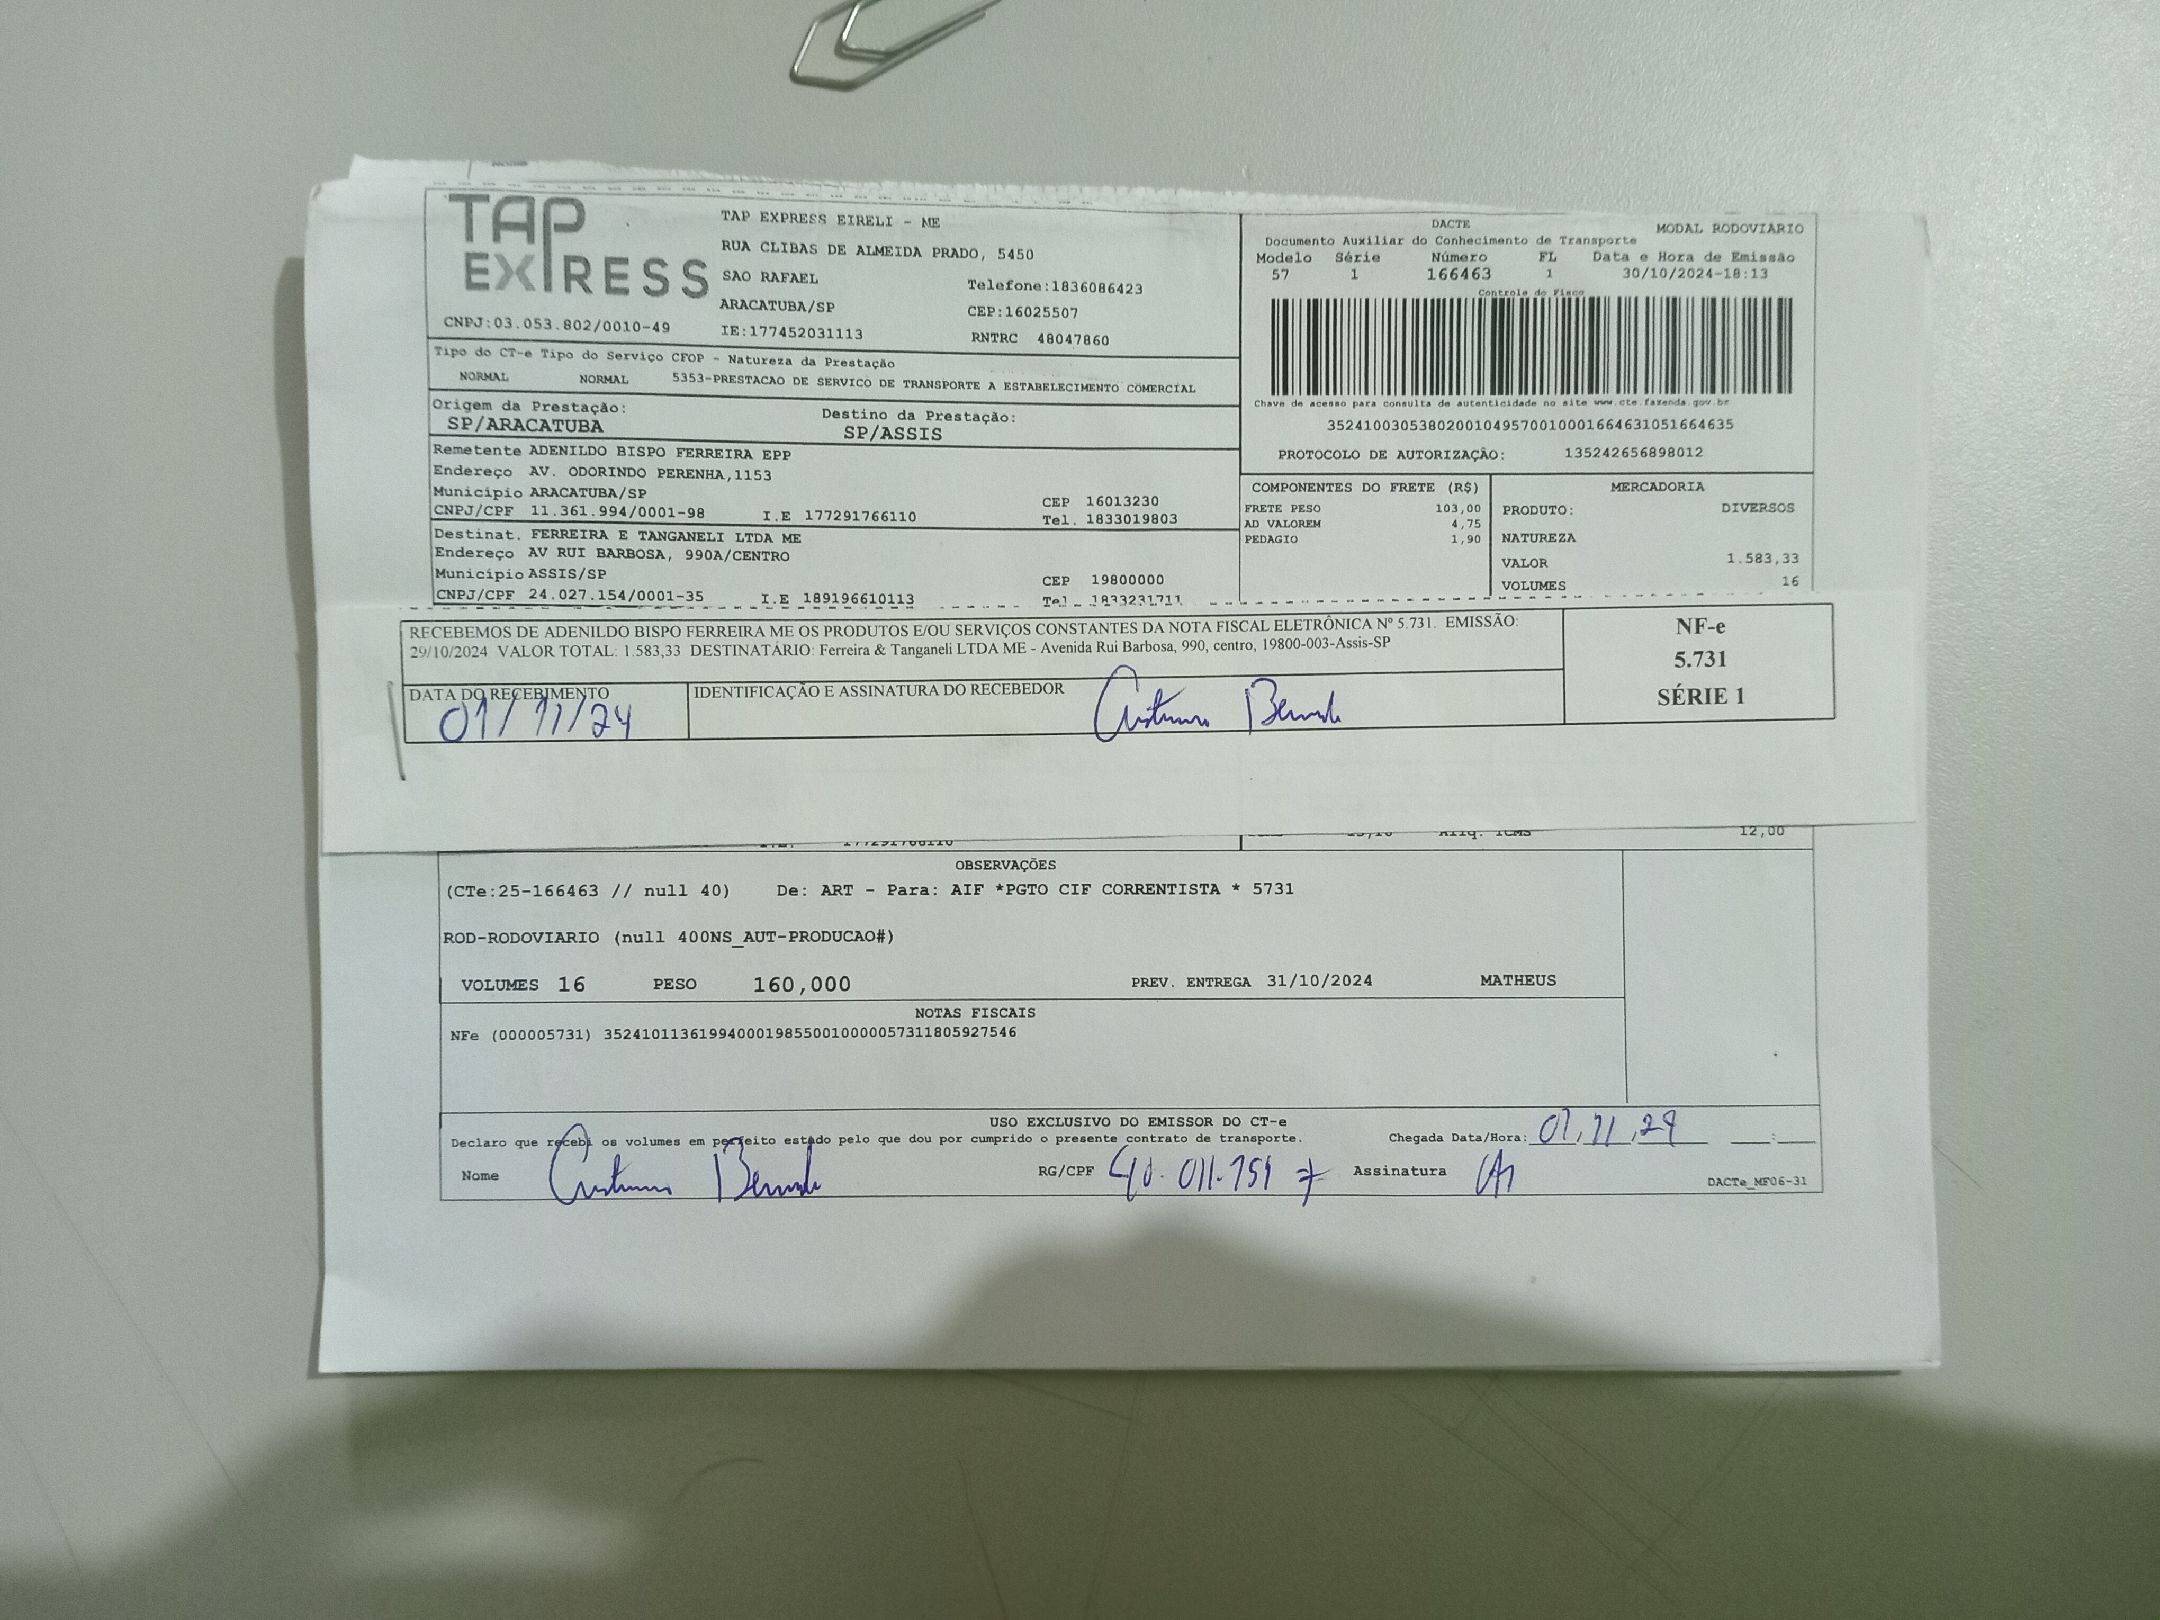 TAP
EXPRESS
CNPJ:03.053.802/0010-49
TAP EXPRESS EIRELI - ME
RUA CLIBAS DE ALMEIDA PRADO, 5450
SAO RAFAEL
Telefone:1836086423
ARACATUBA/SP
CEP:16025507
IE:177452031113
RNTRC 48047860
DACTE
MODAL RODOVIARIO
Documento Auxiliar do Conhecimento de Transporte
Modelo Série Número FL Data e Hora de Emissão
57 1 166463 1 30/10/2024-18:13
Controle do Fisco
Chave de acesso para consulta de autenticidade no site www.cte.fazenda.gov.br
35241003053802001049570010001664631051664635
PROTOCOLO DE AUTORIZAÇÃO: 135242656898012
Tipo do CT-e Tipo do Serviço CFOP - Natureza da Prestação
NORMAL NORMAL 5353-PRESTACAO DE SERVICO DE TRANSPORTE A ESTABELECIMENTO COMERCIAL
Origem da Prestação: Destino da Prestação:
SP/ARACATUBA SP/ASSIS
Remetente ADENILDO BISPO FERREIRA EPP
Endereço AV. ODORINDO PERENHA,1153
Município ARACATUBA/SP CEP 16013230
CNPJ/CPF 11.361.994/0001-98 I.E 177291766110 Tel. 1833019803
Destinat. FERREIRA E TANGANELI LTDA ME
Endereço AV RUI BARBOSA, 990A/CENTRO
Município ASSIS/SP CEP 19800000
CNPJ/CPF 24.027.154/0001-35 I.E 189196610113 Tel. 1833231711
COMPONENTES DO FRETE (R$)
FRETE PESO 103,00
AD VALOREM 4,75
PEDAGIO 1,90
MERCADORIA
PRODUTO: DIVERSOS
NATUREZA
VALOR 1.583,33
VOLUMES 16
RECEBEMOS DE ADENILDO BISPO FERREIRA ME OS PRODUTOS E/OU SERVIÇOS CONSTANTES DA NOTA FISCAL ELETRÔNICA Nº 5.731. EMISSÃO:
29/10/2024 VALOR TOTAL: 1.583,33 DESTINATÁRIO: Ferreira & Tanganeli LTDA ME - Avenida Rui Barbosa, 990, centro, 19800-003-Assis-SP
NF-e
5.731
SÉRIE 1
DATA DO RECEBIMENTO IDENTIFICAÇÃO E ASSINATURA DO RECEBEDOR
01/11/24
177291766110 Aliq. ICMS 12,00
OBSERVAÇÕES
(CTe:25-166463 // null 40) De: ART - Para: AIF *PGTO CIF CORRENTISTA * 5731
ROD-RODOVIARIO (null 400NS_AUT-PRODUCAO#)
VOLUMES 16 PESO 160,000 PREV. ENTREGA 31/10/2024 MATHEUS
NOTAS FISCAIS
NFe (000005731) 35241011361994000198550010000057311805927546
USO EXCLUSIVO DO EMISSOR DO CT-e
Declaro que recebi os volumes em perfeito estado pelo que dou por cumprido o presente contrato de transporte. Chegada Data/Hora: 01,11,24 __:__
Nome RG/CPF Assinatura
DACTe_MF06-31